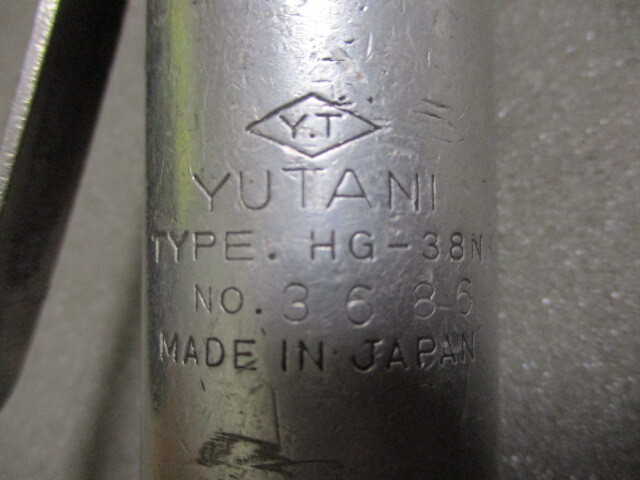 Y.T
YUTANI
TYPE. HG-38N
NO. 3686
MADE IN JAPAN